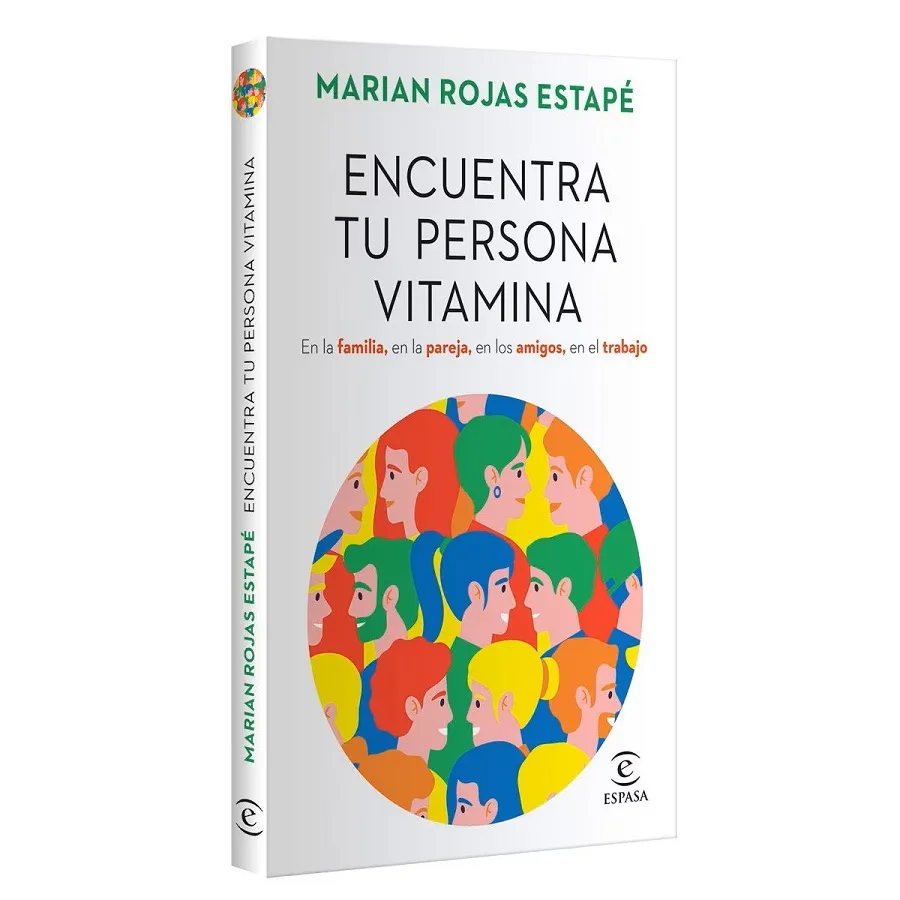 MARIAN ROJAS ESTAPÉ
ENCUENTRA
TU PERSONA
VITAMINA
En la familia, en la pareja, en los amigos, en el trabajo
e
ESPASA
MARIAN ROJAS ESTAPÉ ENCUENTRA TU PERSONA VITAMINA
e